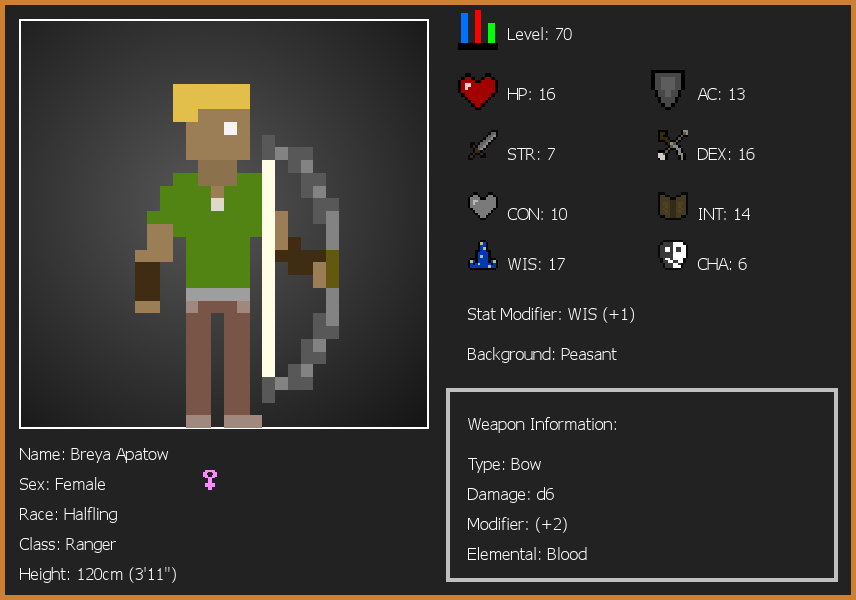 Level: 70
HP: 16
AC: 13
STR: 7
DEX: 16
CON: 10
INT: 14
WIS: 17
CHA: 6
Stat Modifier: WIS (+1)
Background: Peasant
Weapon Information:
Type: Bow
Damage: d6
Modifier: (+2)
Elemental: Blood
Name: Breya Apatow
Sex: Female
Race: Halfling
Class: Ranger
Height: 120cm (3'11")